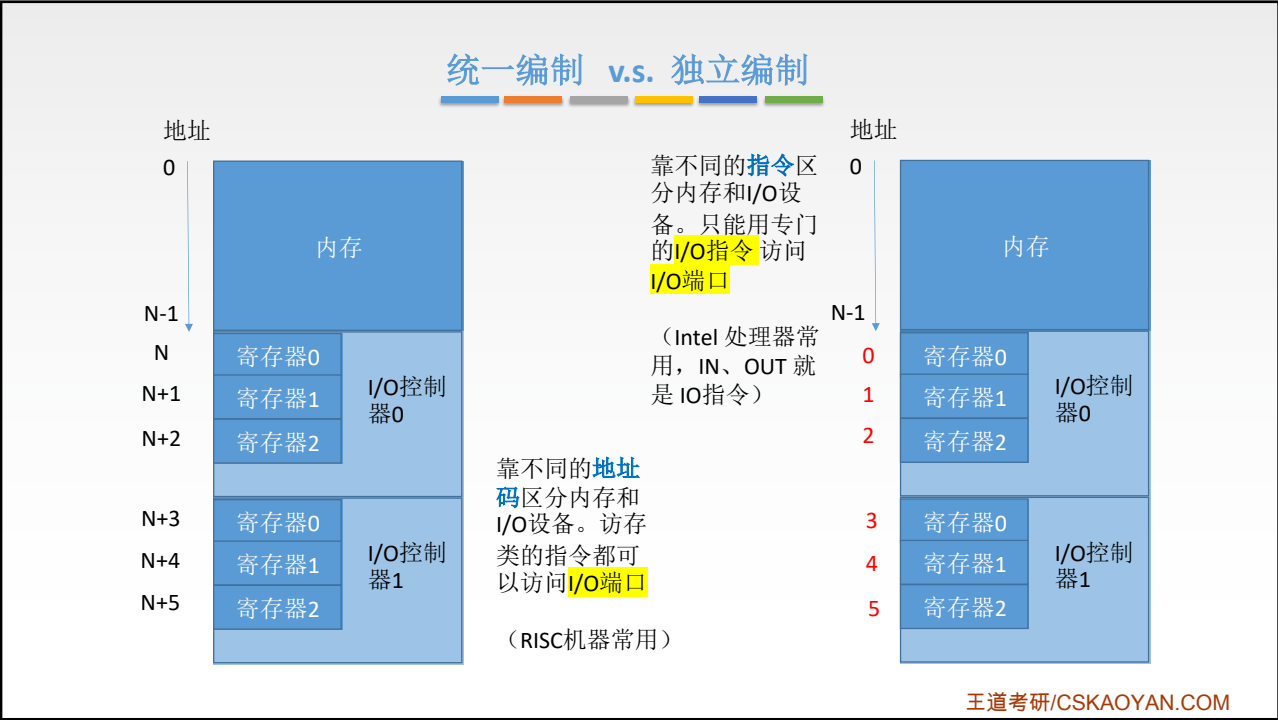 统一编制 v.s. 独立编制
地址
0
内存
N-1
N
寄存器0
N+1
寄存器1
N+2
寄存器2
I/O控制
器0
N+3
寄存器0
N+4
寄存器1
N+5
寄存器2
I/O控制
器1
靠不同的地址
码区分内存和
I/O设备。访存
类的指令都可
以访问I/O端口
（RISC机器常用）
靠不同的指令区
分内存和I/O设
备。只能用专门
的I/O指令 访问
I/O端口
（Intel 处理器常
用，IN、OUT 就
是 IO指令）
地址
0
内存
N-1
0
寄存器0
1
寄存器1
2
寄存器2
I/O控制
器0
3
寄存器0
4
寄存器1
5
寄存器2
I/O控制
器1
王道考研/CSKAOYAN.COM